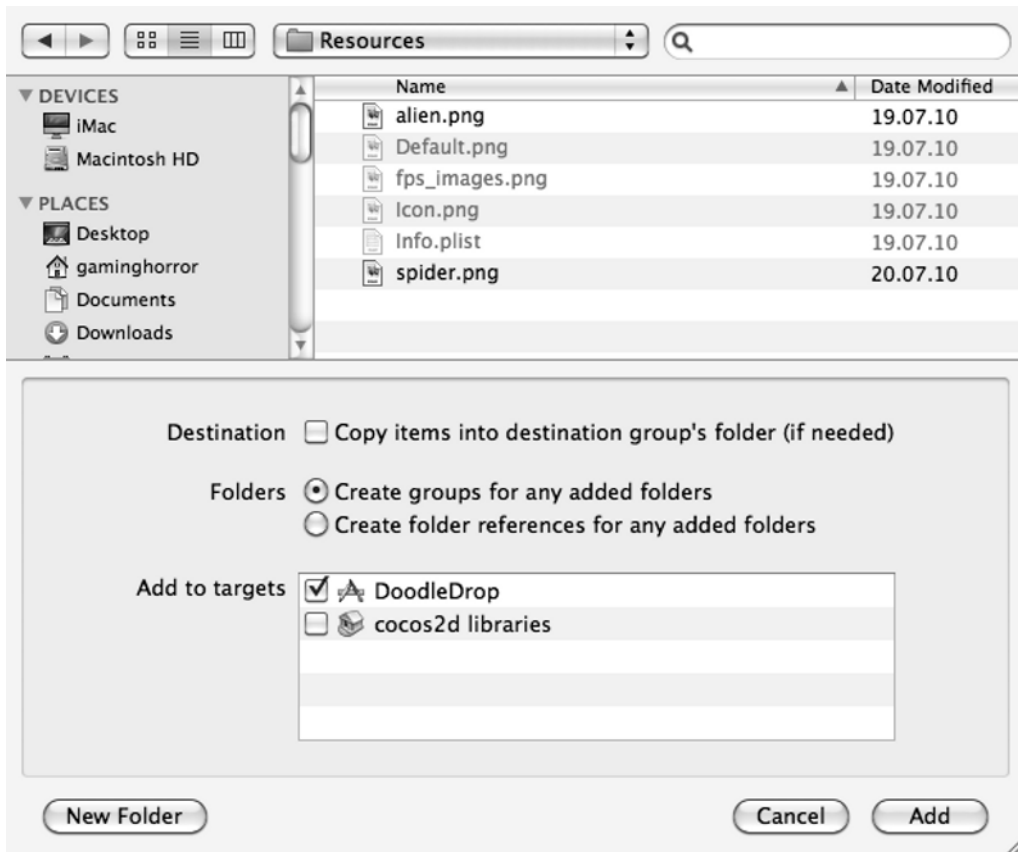 Resources
Name Date Modified
DEVICES
iMac
Macintosh HD
PLACES
Desktop
gaminghorror
Documents
Downloads
alien.png 19.07.10
Default.png 19.07.10
fps_images.png 19.07.10
Icon.png 19.07.10
Info.plist 19.07.10
spider.png 20.07.10
Destination Copy items into destination group's folder (if needed)
Folders Create groups for any added folders
Create folder references for any added folders
Add to targets DoodleDrop
cocos2d libraries
New Folder Cancel Add